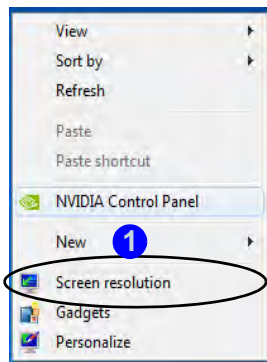 View
Sort by
Refresh
Paste
Paste shortcut
NVIDIA Control Panel
New 1
Screen resolution
Gadgets
Personalize